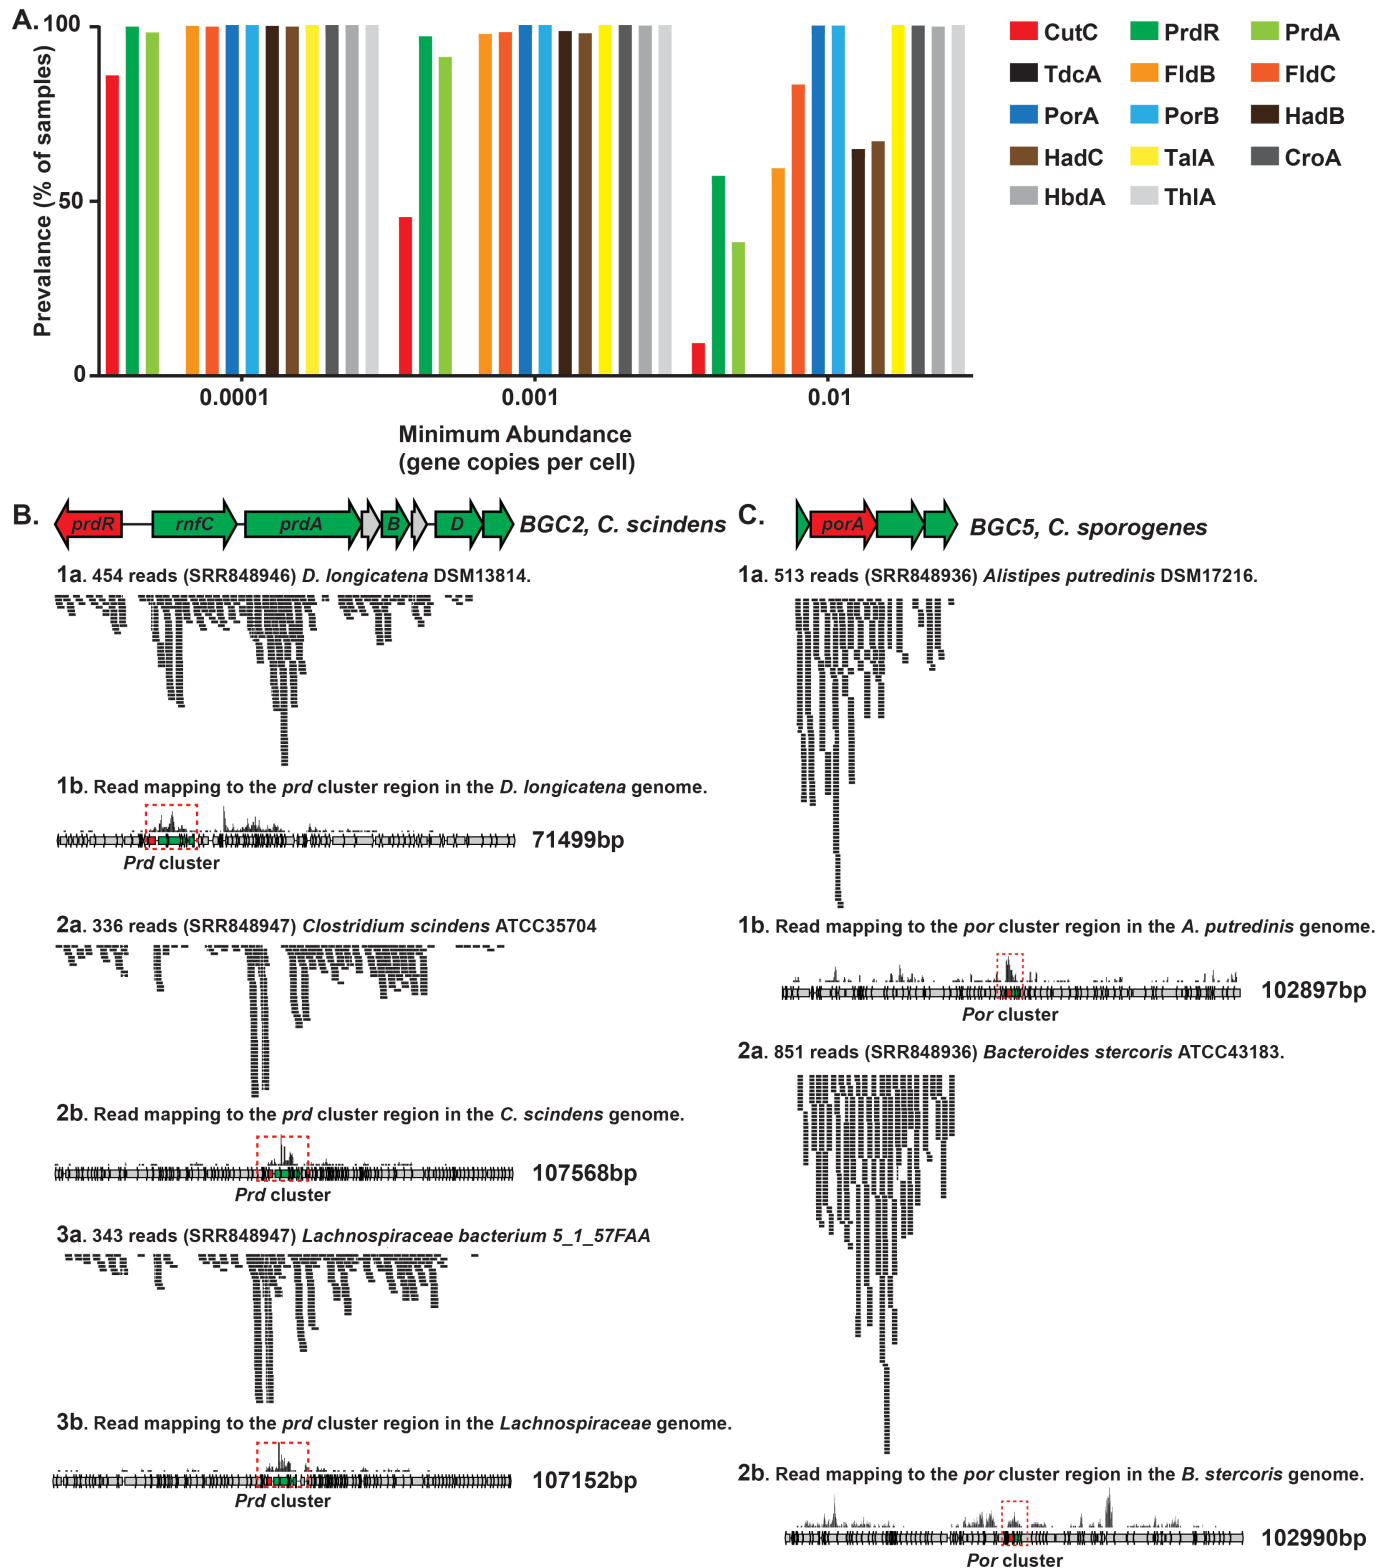 A.
100
50
0
Prevalance (% of samples)
0.0001
0.001
0.01
Minimum Abundance
(gene copies per cell)
CutC
PrdR
PrdA
TdcA
FldB
FldC
PorA
PorB
HadB
HadC
TalA
CroA
HbdA
ThlA
B.
prdR
rnfC
prdA
B
D
BGC2, C. scindens
1a. 454 reads (SRR848946) D. longicatena DSM13814.
1b. Read mapping to the prd cluster region in the D. longicatena genome.
71499bp
Prd cluster
2a. 336 reads (SRR848947) Clostridium scindens ATCC35704
2b. Read mapping to the prd cluster region in the C. scindens genome.
107568bp
Prd cluster
3a. 343 reads (SRR848947) Lachnospiraceae bacterium 5_1_57FAA
3b. Read mapping to the prd cluster region in the Lachnospiraceae genome.
107152bp
Prd cluster
C.
porA
BGC5, C. sporogenes
1a. 513 reads (SRR848936) Alistipes putredinis DSM17216.
1b. Read mapping to the por cluster region in the A. putredinis genome.
102897bp
Por cluster
2a. 851 reads (SRR848936) Bacteroides stercoris ATCC43183.
2b. Read mapping to the por cluster region in the B. stercoris genome.
102990bp
Por cluster